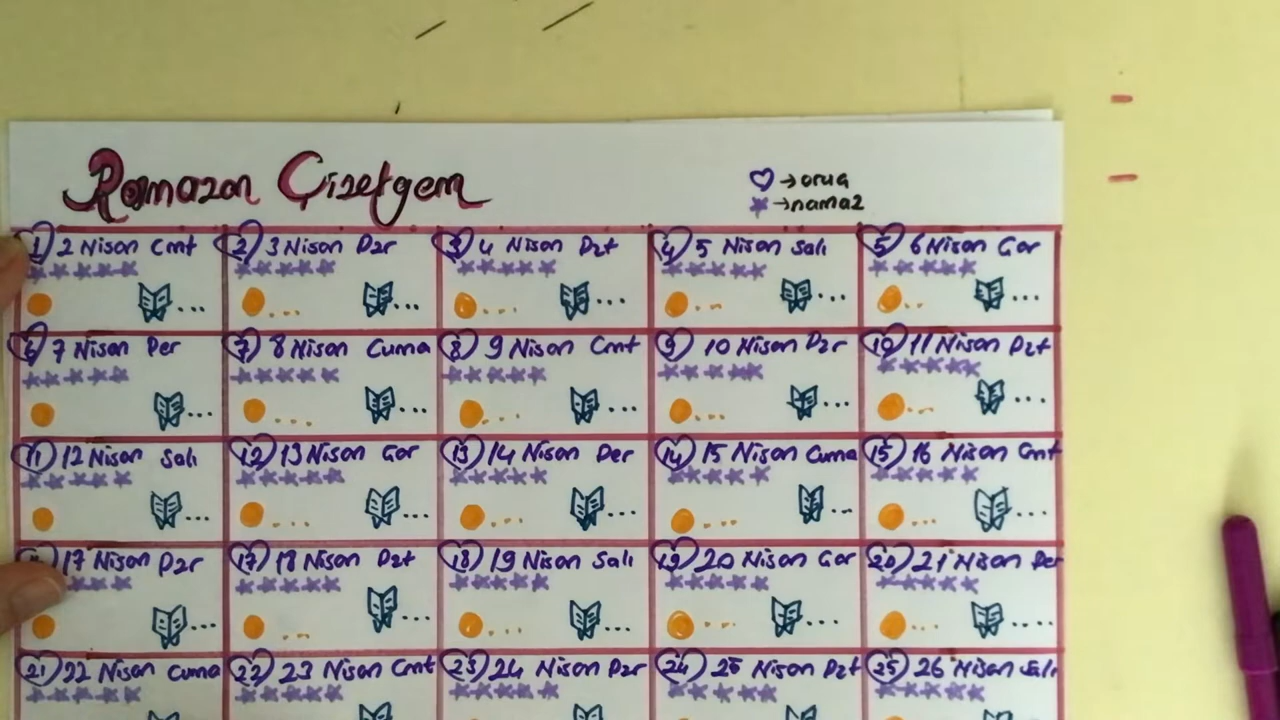 Ramazan Çizetgem
♡→oruç
★→namaz
1 2 Nisan Cmt
2 3 Nisan Pzr
3 4 Nisan Pzt
4 5 Nisan Salı
5 6 Nisan Çar
...
... ...
... ...
... ...
... ...
6 7 Nisan Per
7 8 Nisan Cuma
8 9 Nisan Cmt
9 10 Nisan Pzr
10 11 Nisan Pzt
...
... ...
... ...
... ...
... ...
11 12 Nisan Salı
12 13 Nisan Çar
13 14 Nisan Per
14 15 Nisan Cuma
15 16 Nisan Cmt
...
... ...
... ...
... ...
... ....
17 Nisan Pzr
17 18 Nisan Pzt
18 19 Nisan Salı
19 20 Nisan Çar
20 21 Nisan Per
...
... ...
... ...
... ...
... ....
21 22 Nisan Cuma
22 23 Nisan Cmt
23 24 Nisan Pzr
24 25 Nisan Pzt
25 26 Nisan Salı